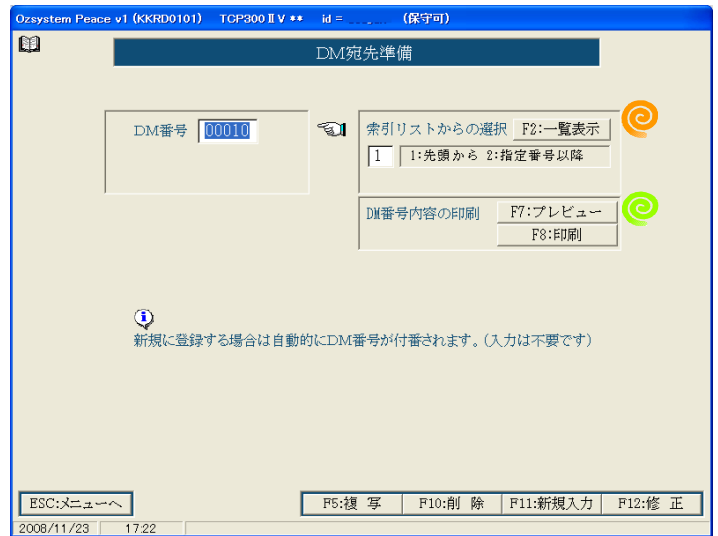 Ozsystem Peace v1 (KKRD0101) TCP300ⅡV ** id = (保守可)
DM宛先準備
DM番号 00010
索引リストからの選択 F2:一覧表示
1 1:先頭から 2:指定番号以降
DM番号内容の印刷 F7:プレビュー
F8:印刷
新規に登録する場合は自動的にDM番号が付番されます。(入力は不要です)
ESC:メニューへ F5:複 写 F10:削 除 F11:新規入力 F12:修 正
2008/11/23 17:22